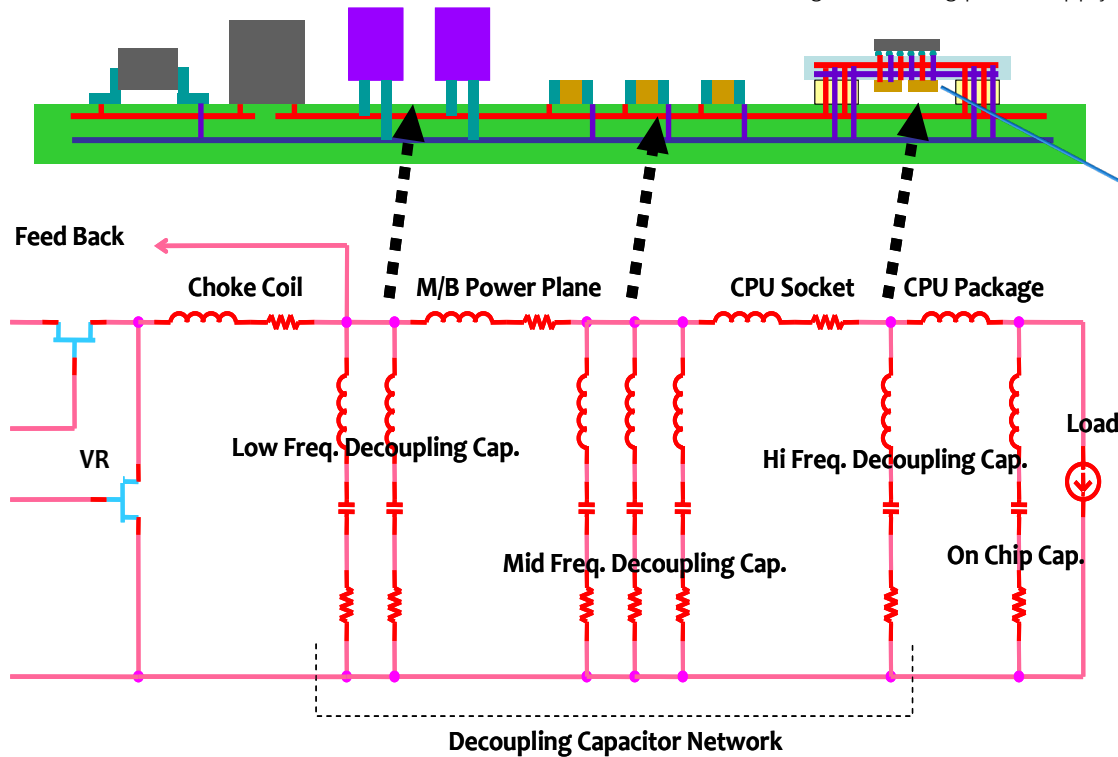 Feed Back
Choke Coil
M/B Power Plane
CPU Socket
CPU Package
Load
VR
Low Freq. Decoupling Cap.
Hi Freq. Decoupling Cap.
Mid Freq. Decoupling Cap.
On Chip Cap.
Decoupling Capacitor Network